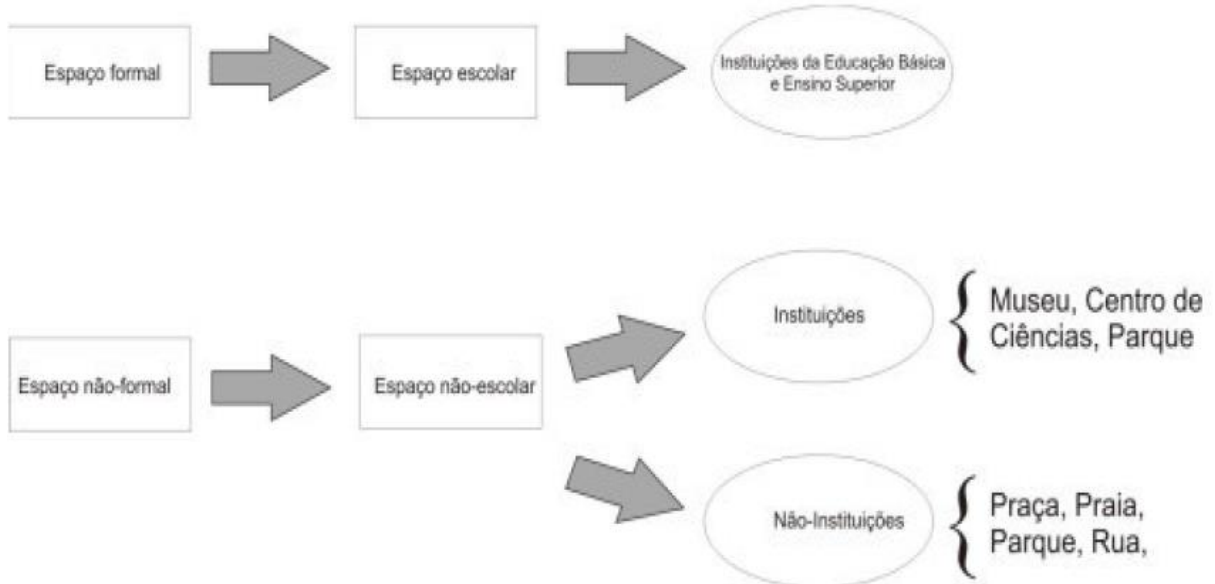 Espaço formal
Espaço escolar
Instituições da Educação Básica
e Ensino Superior
Espaço não-formal
Espaço não-escolar
Instituições
Museu, Centro de
Ciências, Parque
Não-Instituições
Praça, Praia,
Parque, Rua,